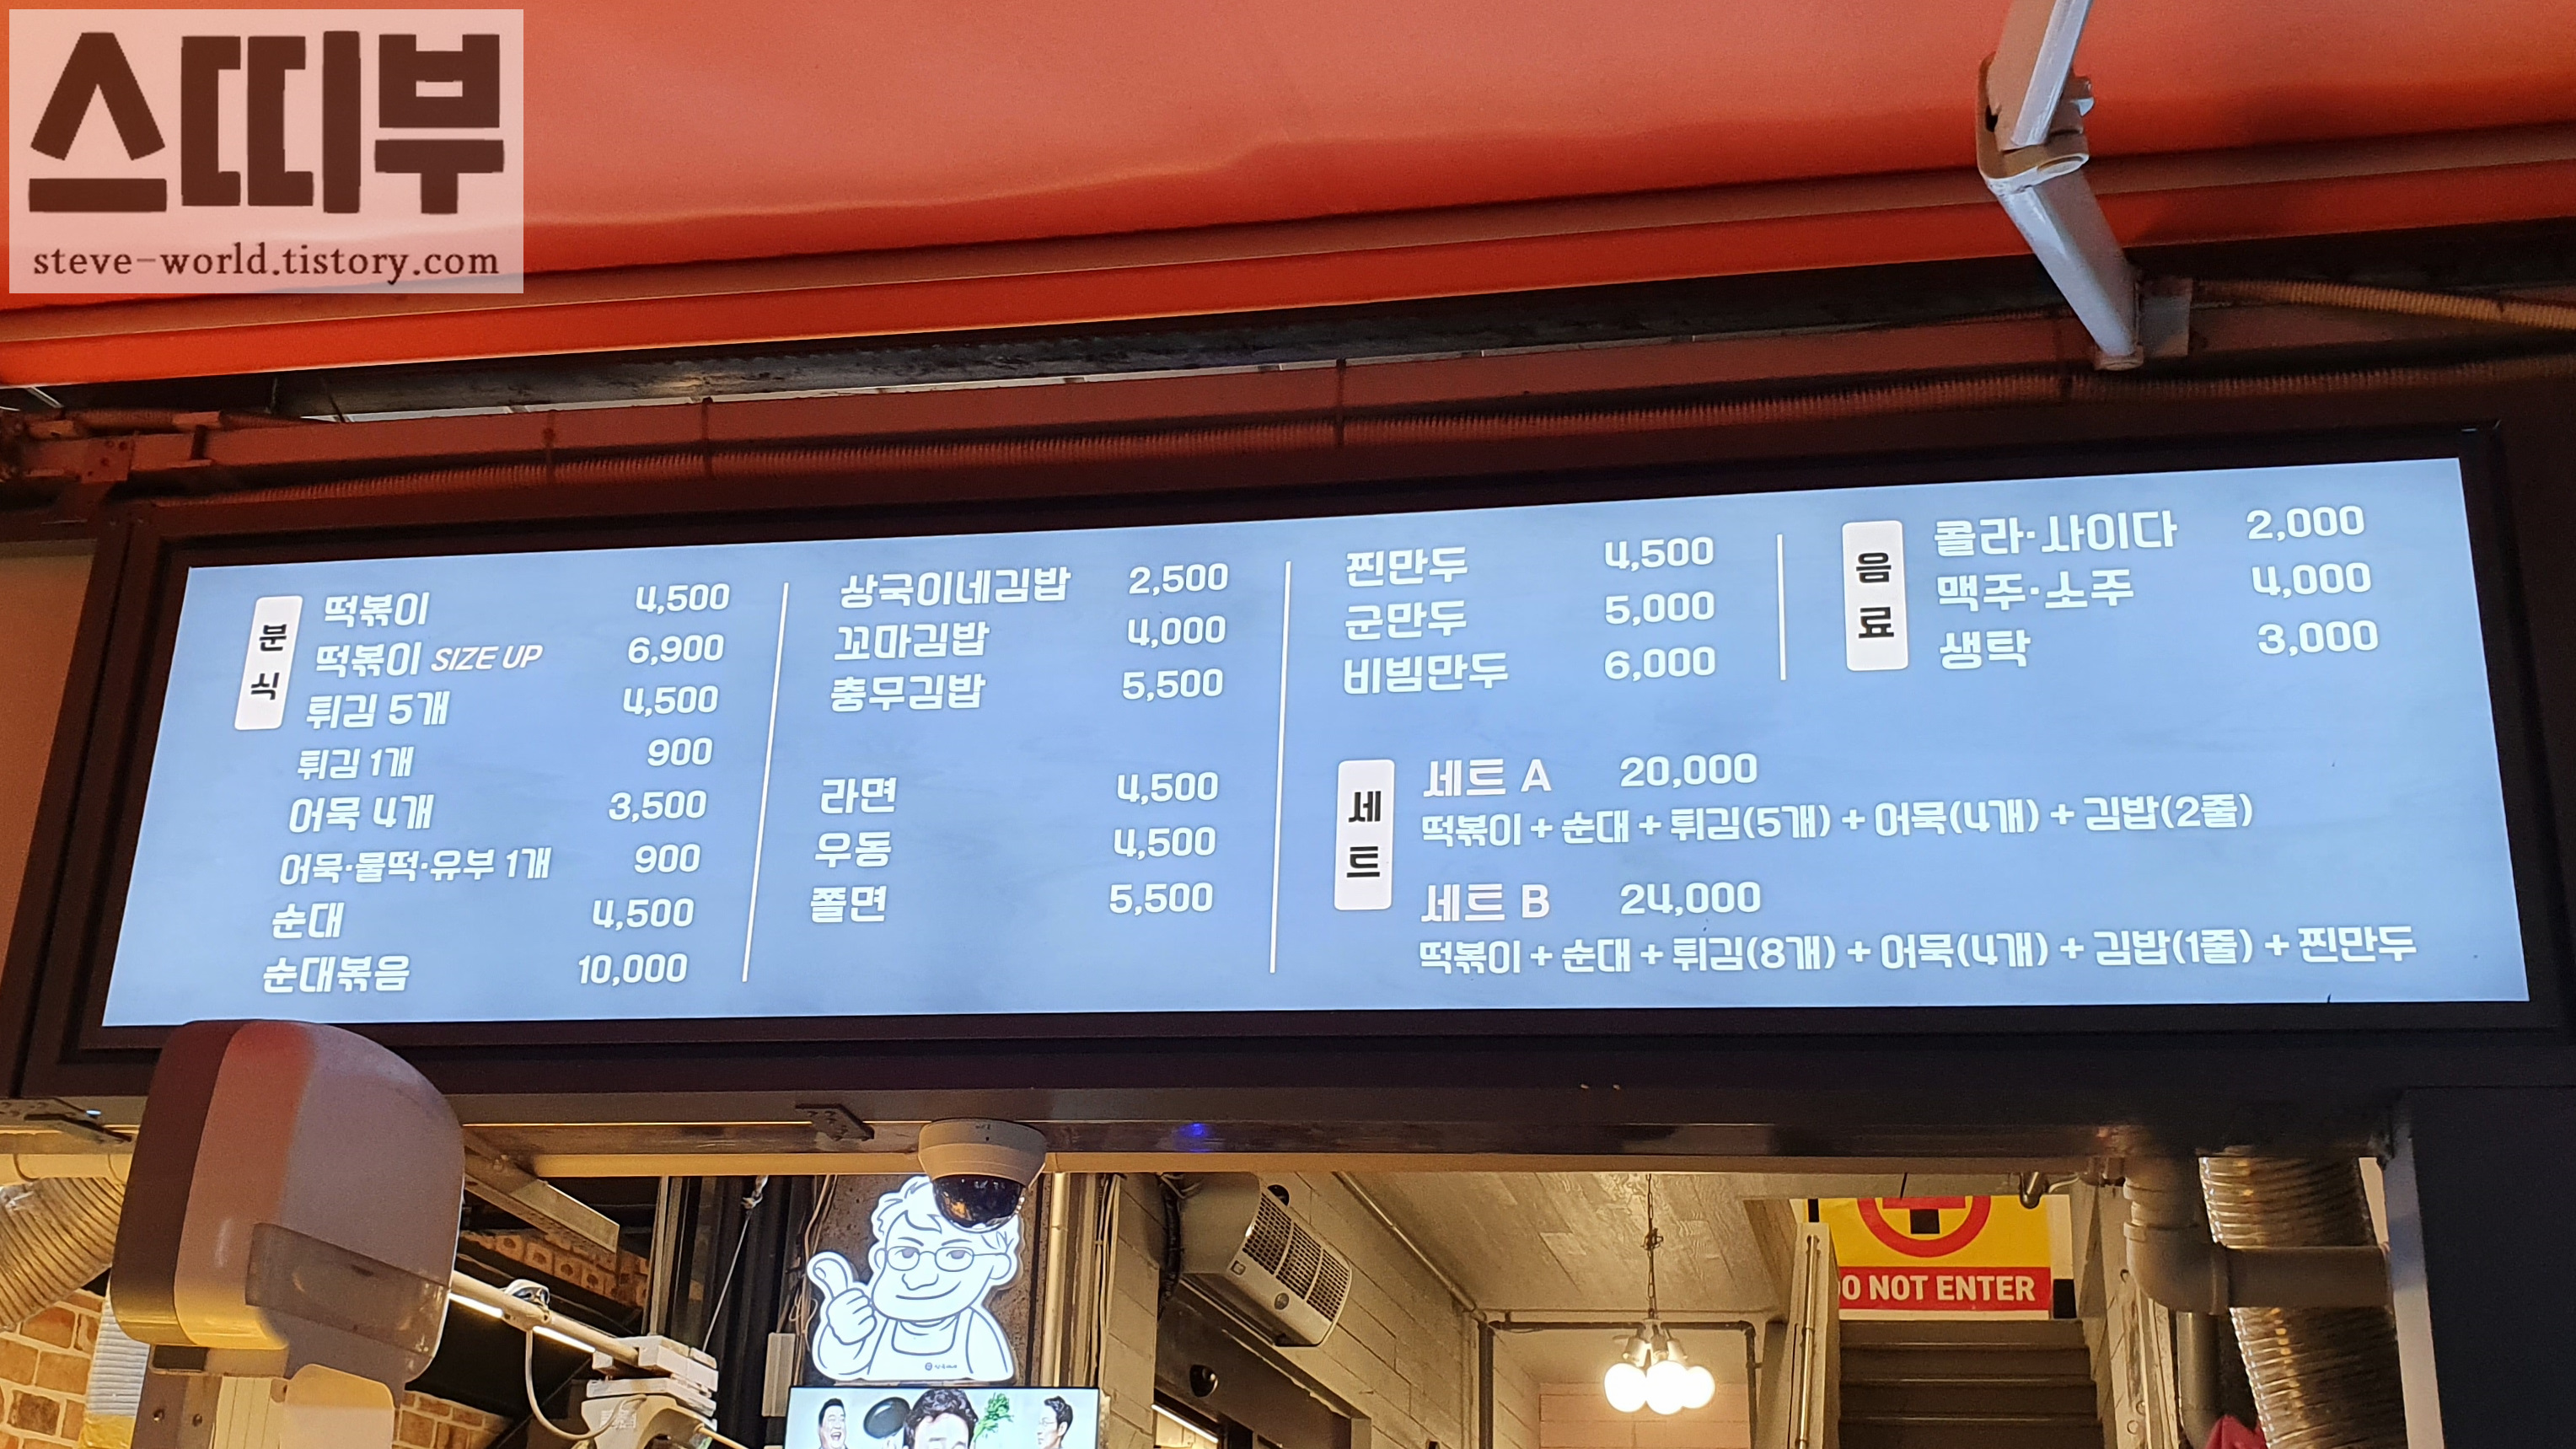 스띠부
steve-world.tistory.com
분식
떡볶이 4,500
떡볶이 SIZE UP 6,900
튀김 5개 4,500
튀김 1개 900
어묵 4개 3,500
어묵·물떡·유부 1개 900
순대 4,500
순대볶음 10,000
상국이네김밥 2,500
꼬마김밥 4,000
충무김밥 5,500
라면 4,500
우동 4,500
쫄면 5,500
찐만두 4,500
군만두 5,000
비빔만두 6,000
음료
콜라·사이다 2,000
맥주·소주 4,000
생탁 3,000
세트
세트 A 20,000
떡볶이 + 순대 + 튀김(5개) + 어묵(4개) + 김밥(2줄)
세트 B 24,000
떡볶이 + 순대 + 튀김(8개) + 어묵(4개) + 김밥(1줄) + 찐만두
O NOT ENTER